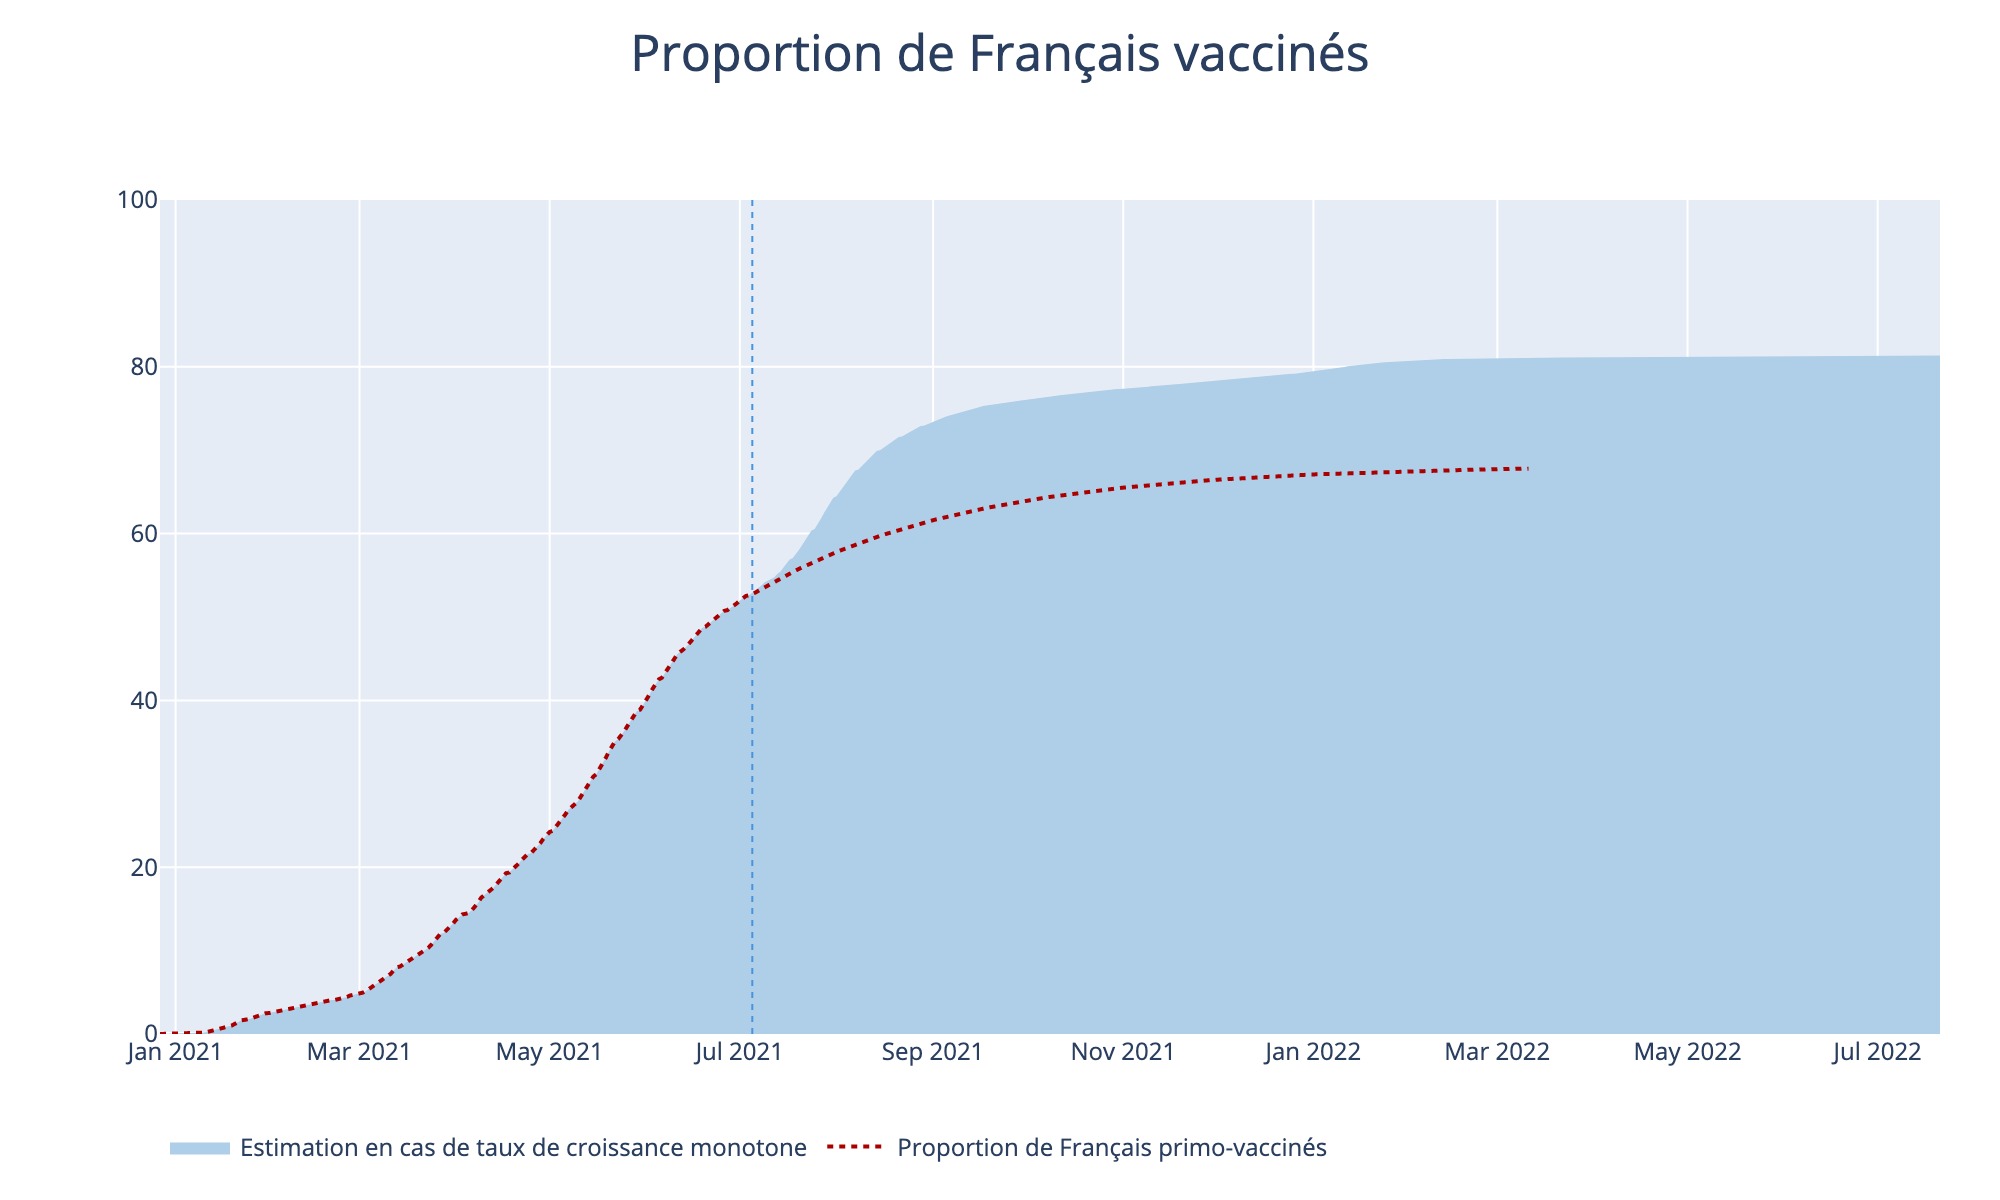 Proportion de Français vaccinés
100
80
60
40
20
0
Jan 2021 Mar 2021 May 2021 Jul 2021 Sep 2021 Nov 2021 Jan 2022 Mar 2022 May 2022 Jul 2022
Estimation en cas de taux de croissance monotone Proportion de Français primo-vaccinés